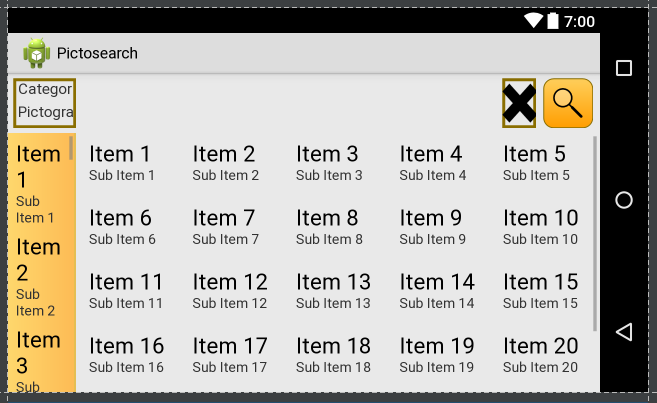 7:00
Pictosearch
Categor
Pictogra
Item 1
Sub Item 1
Item 2
Sub Item 2
Item 3
Sub
Item 1 Item 2 Item 3 Item 4 Item 5
Sub Item 1 Sub Item 2 Sub Item 3 Sub Item 4 Sub Item 5
Item 6 Item 7 Item 8 Item 9 Item 10
Sub Item 6 Sub Item 7 Sub Item 8 Sub Item 9 Sub Item 10
Item 11 Item 12 Item 13 Item 14 Item 15
Sub Item 11 Sub Item 12 Sub Item 13 Sub Item 14 Sub Item 15
Item 16 Item 17 Item 18 Item 19 Item 20
Sub Item 16 Sub Item 17 Sub Item 18 Sub Item 19 Sub Item 20